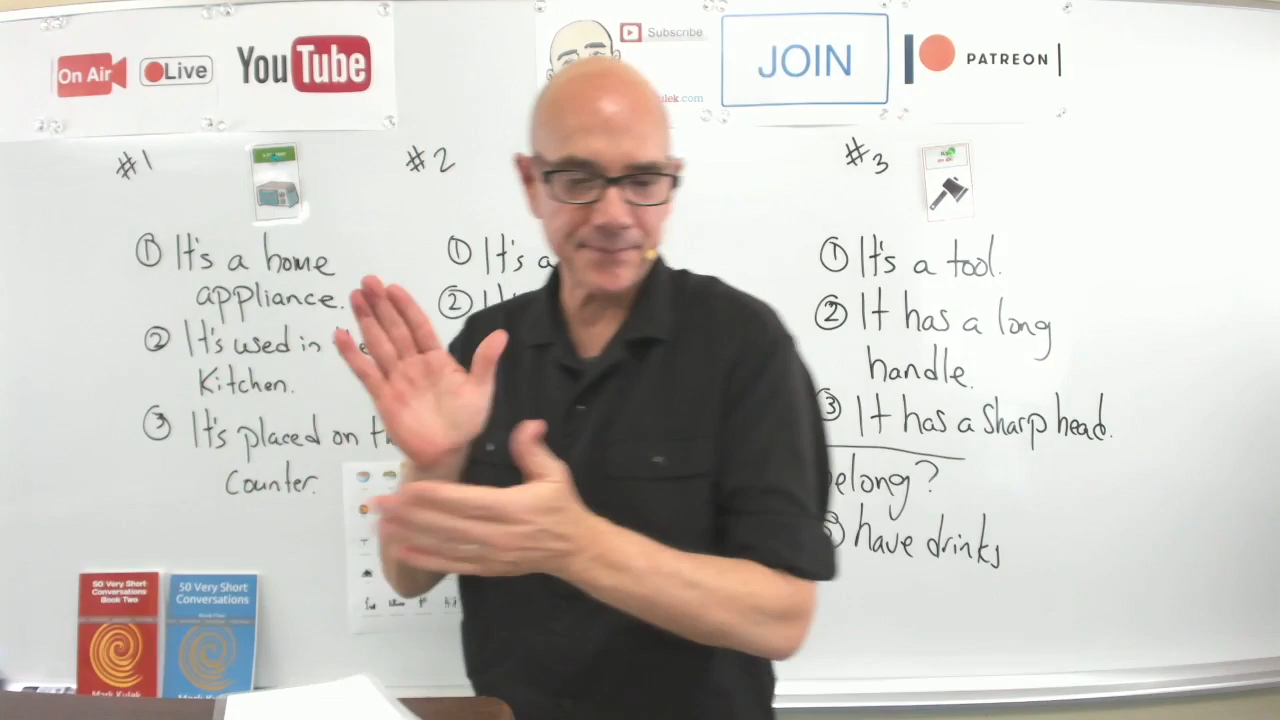 On Air
Live
YouTube
Subscribe
JOIN
PATREON
#1
① It's a home
appliance.
② It's used in
Kitchen.
③ It's placed on
counter.
#2
① It's a
②
#3
① It's a tool.
② It has a long
handle.
③ It has a sharp head.
have drinks
50 Very Short
Conversations
Book Two
Mark Kulek
50 Very Short
Conversations